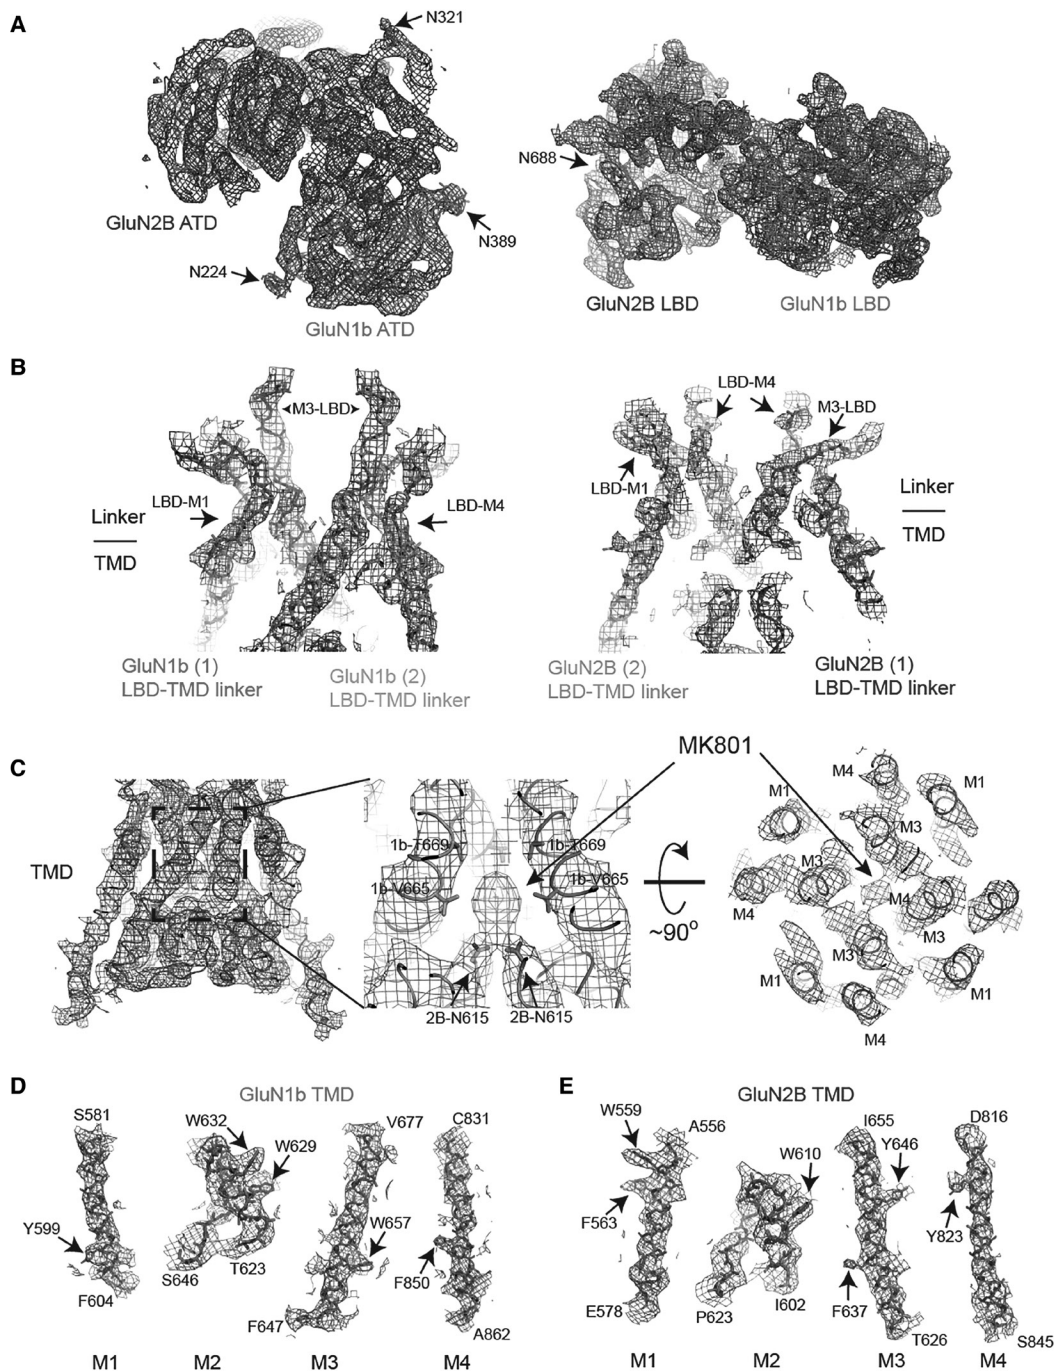 A
N321
N688
GluN2B ATD
N389
N224
GluN2B LBD
GluN1b LBD
GluN1b ATD
B
M3-LBD
LBD-M4
M3-LBD
LBD-M1
LBD-M4
LBD-M1
Linker
TMD
Linker
TMD
GluN1b (1)
LBD-TMD linker
GluN1b (2)
LBD-TMD linker
GluN2B (2)
LBD-TMD linker
GluN2B (1)
LBD-TMD linker
C
MK801
TMD
1b-T669
1b-T669
1b-V665
1b-V665
2B-N615
2B-N615
~90°
M4
M1
M1
M3
M3
M4
M4
M3
M3
M1
M1
M4
D
GluN1b TMD
S581
W632
V677
C831
W629
Y599
W657
S646
T623
F850
F604
F647
A862
M1
M2
M3
M4
E
GluN2B TMD
W559
A556
I655
D816
Y646
W610
F563
Y823
E578
P623
I602
F637
T626
S845
M1
M2
M3
M4